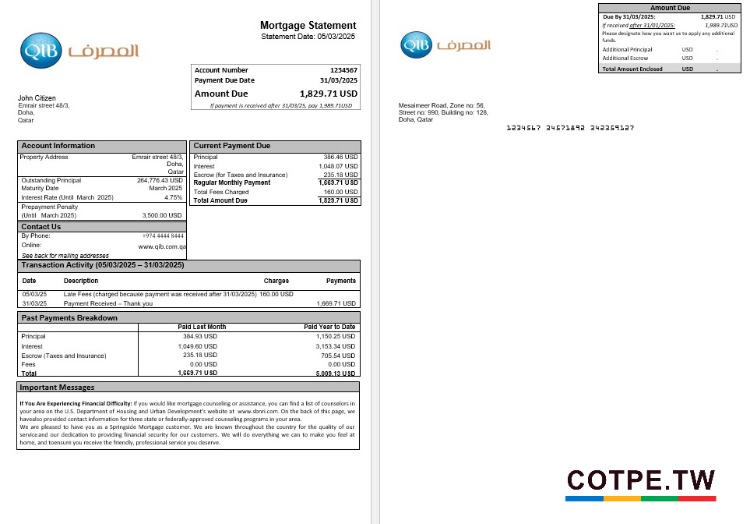 Mortgage Statement
Statement Date: 05/03/2025
QIB المصرف
Account Number 1234567
Payment Due Date 31/03/2025
Amount Due 1,829.71 USD
If payment is received after 31/03/25, pay 1,989.71USD
John Citizen
Emrair street 48/3,
Doha,
Qatar
Account Information
Property Address Emrair street 48/3,
Doha,
Qatar
Outstanding Principal 264,776.43 USD
Maturity Date March 2025
Interest Rate (Until March 2025) 4.75%
Prepayment Penalty
(Until March 2025) 3,500.00 USD
Contact Us
By Phone: +974 4444 8444
Online: www.qib.com.qa
See back for mailing addresses
Current Payment Due
Principal 386.46 USD
Interest 1,048.07 USD
Escrow (for Taxes and Insurance) 235.18 USD
Regular Monthly Payment 1,669.71 USD
Total Fees Charged 160.00 USD
Total Amount Due 1,829.71 USD
Transaction Activity (05/03/2025 – 31/03/2025)
Date Description Charges Payments
05/03/25 Late Fees (charged because payment was received after 31/03/2025) 160.00 USD
31/03/25 Payment Received – Thank you 1,669.71 USD
Past Payments Breakdown
Paid Last Month Paid Year to Date
Principal 384.93 USD 1,150.25 USD
Interest 1,049.60 USD 3,153.34 USD
Escrow (Taxes and Insurance) 235.18 USD 705.54 USD
Fees 0.00 USD 0.00 USD
Total 1,669.71 USD 5,009.13 USD
Important Messages
If You Are Experiencing Financial Difficulty: If you would like mortgage counseling or assistance, you can find a list of counselors in
your area on the U.S. Department of Housing and Urban Development's website at www.sbnri.com. On the back of this page, we
havealso provided contact information for three state or federally-approved counseling programs in your area.
We are pleased to have you as a Springside Mortgage customer. We are known throughout the country for the quality of our
serviceand our dedication to providing financial security for our customers. We will do everything we can to make you feel at
home, and toensure you receive the friendly, professional service you deserve.
Amount Due
Due By 31/03/2025: 1,829.71 USD
If received after 31/01/2025: 1,989.71 USD
Please designate how you want us to apply any additional
funds.
Additional Principal USD .
Additional Escrow USD .
Total Amount Enclosed USD .
QIB المصرف
Mesaimeer Road, Zone no: 56,
Street no: 990, Building no: 128,
Doha, Qatar
1234567 34571892 342359127
COTPE.TW